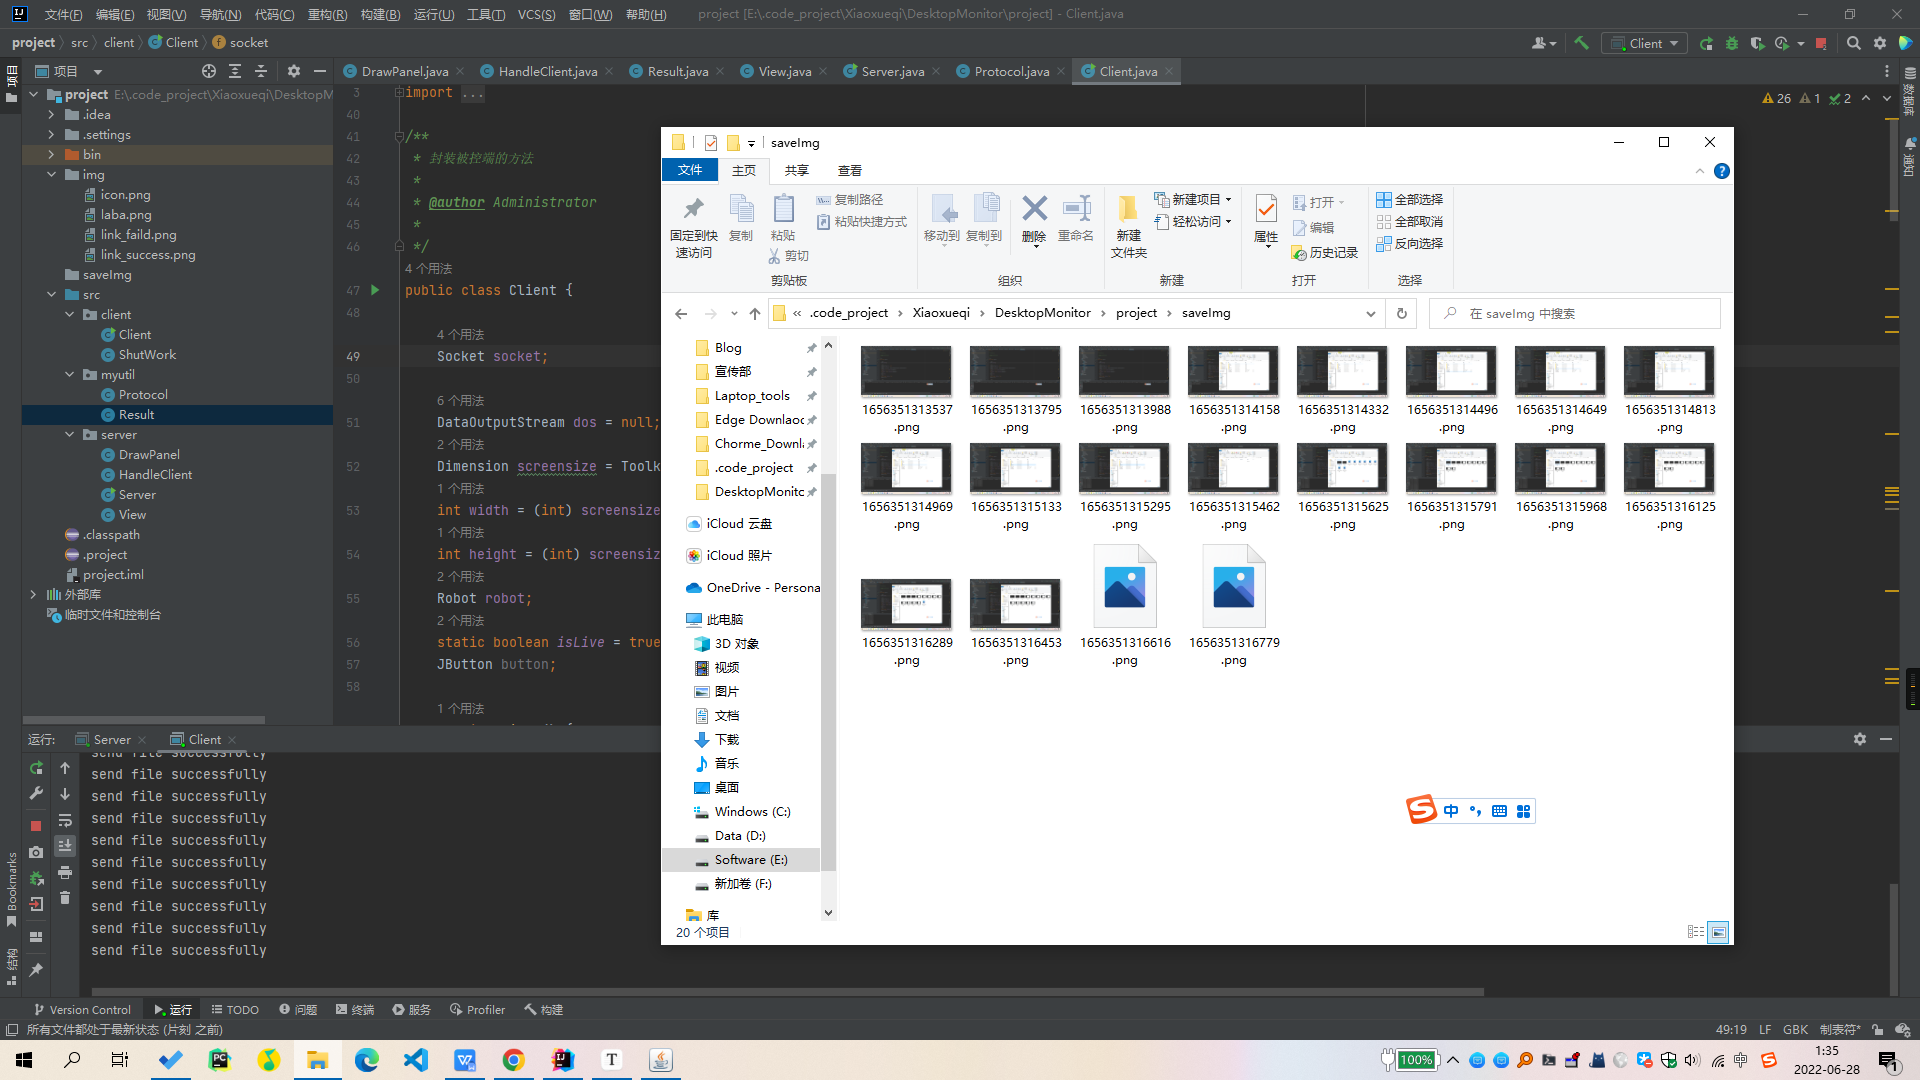 文件(F) 编辑(E) 视图(V) 导航(N) 代码(C) 重构(R) 构建(B) 运行(U) 工具(T) VCS(S) 窗口(W) 帮助(H) project [E:\.code_project\Xiaoxueqi\DesktopMonitor\project] - Client.java
project src client Client socket
Client
项目
DrawPanel.java HandleClient.java Result.java View.java Server.java Protocol.java Client.java
project E:\.code_project\Xiaoxueqi\DesktopM
.idea
.settings
bin
img
icon.png
laba.png
link_faild.png
link_success.png
saveImg
src
client
Client
ShutWork
myutil
Protocol
Result
server
DrawPanel
HandleClient
Server
View
.classpath
.project
project.iml
外部库
临时文件和控制台
项目
Bookmarks
结构
数据库
通知
26 1 2
3 import ...
40
41 /**
42 * 封装被控端的方法
43 *
44 * @author Administrator
45 *
46 */
4 个用法
47 public class Client {
48
4 个用法
49 Socket socket;
50
6 个用法
51 DataOutputStream dos = null;
2 个用法
52 Dimension screensize = Toolk
1 个用法
53 int width = (int) screensize
1 个用法
54 int height = (int) screensiz
2 个用法
55 Robot robot;
2 个用法
56 static boolean isLive = true
57 JButton button;
58
1 个用法
saveImg
文件 主页 共享 查看
固定到快速访问
复制
粘贴
复制路径
粘贴快捷方式
剪切
剪贴板
移动到
复制到
删除
重命名
组织
新建文件夹
新建项目
轻松访问
新建
属性
打开
编辑
历史记录
打开
全部选择
全部取消
反向选择
选择
« .code_project › Xiaoxueqi › DesktopMonitor › project › saveImg
在 saveImg 中搜索
Blog
宣传部
Laptop_tools
Edge Downlaoc
Chorme_Downl
.code_project
DesktopMonitc
iCloud 云盘
iCloud 照片
OneDrive - Persona
此电脑
3D 对象
视频
图片
文档
下载
音乐
桌面
Windows (C:)
Data (D:)
Software (E:)
新加卷 (F:)
库
1656351313537.png
1656351313795.png
1656351313988.png
1656351314158.png
1656351314332.png
1656351314496.png
1656351314649.png
1656351314813.png
1656351314969.png
1656351315133.png
1656351315295.png
1656351315462.png
1656351315625.png
1656351315791.png
1656351315968.png
1656351316125.png
1656351316289.png
1656351316453.png
1656351316616.png
1656351316779.png
20 个项目
中
运行: Server Client
send file successfully
send file successfully
send file successfully
send file successfully
send file successfully
send file successfully
send file successfully
send file successfully
send file successfully
send file successfully
Version Control 运行 TODO 问题 终端 服务 Profiler 构建
所有文件都处于最新状态 (片刻 之前)
49:19 LF GBK 制表符*
100%
中
1:35
2022-06-28
1